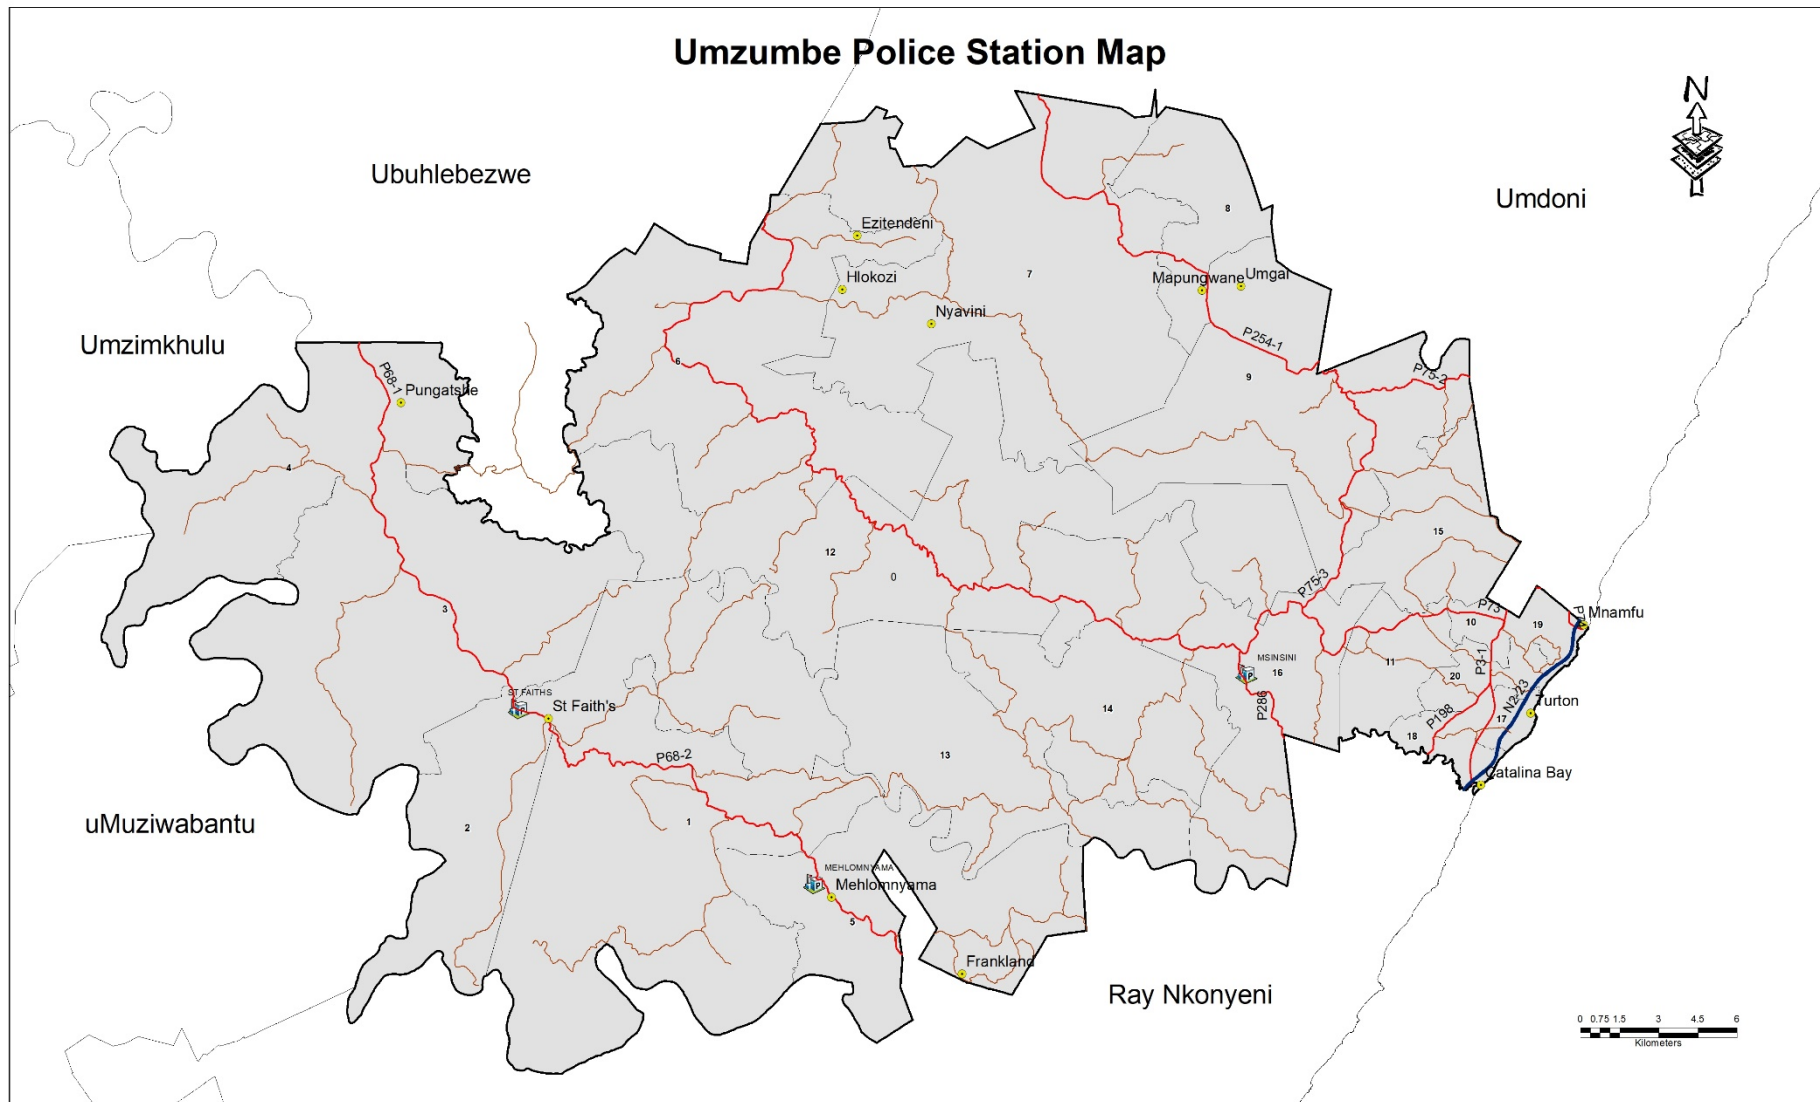 Umzumbe Police Station Map
N
Ubuhlebezwe
Umdoni
8
Ezitendeni
7
Hlokozi
Mapungwane
Umgai
Nyavini
Umzimkhulu
P254-1
6
P68-1
Pungatshe
9
P75-2
4
15
12
0
P75-3
3
P73
10
19
Mnamfu
MSINSINI
16
11
P3-1
20
ST.FAITHS
St Faith's
P286
14
N2-23
Turton
P198
17
18
P68-2
13
Catalina Bay
uMuziwabantu
2
1
MEHLOMNYAMA
Mehlomnyama
5
Frankland
Ray Nkonyeni
0 0.75 1.5 3 4.5 6
Kilometers